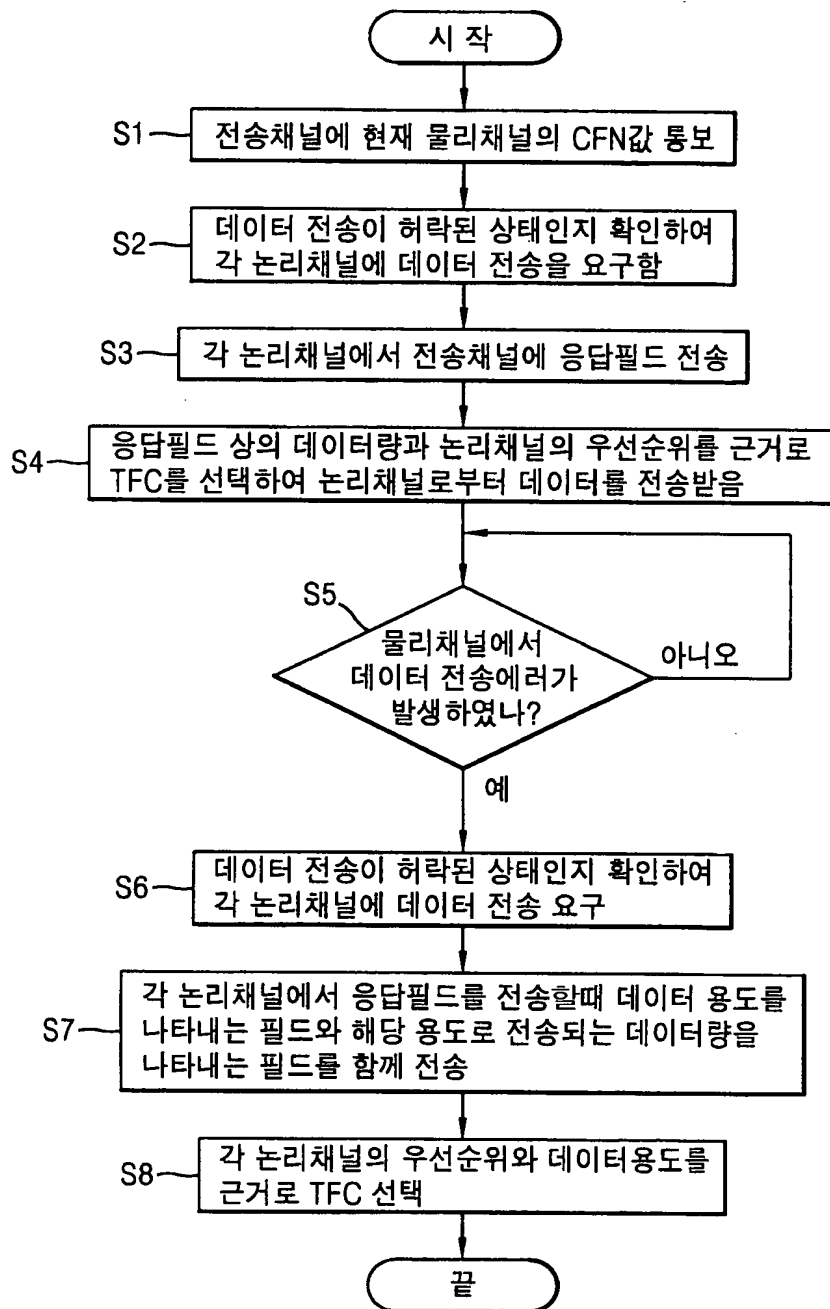 시 작
S1
전송채널에 현재 물리채널의 CFN값 통보
S2
데이터 전송이 허락된 상태인지 확인하여
각 논리채널에 데이터 전송을 요구함
S3
각 논리채널에서 전송채널에 응답필드 전송
S4
응답필드 상의 데이터량과 논리채널의 우선순위를 근거로
TFC를 선택하여 논리채널로부터 데이터를 전송받음
S5
물리채널에서
데이터 전송에러가
발생하였나?
아니오
예
S6
데이터 전송이 허락된 상태인지 확인하여
각 논리채널에 데이터 전송 요구
S7
각 논리채널에서 응답필드를 전송할때 데이터 용도를
나타내는 필드와 해당 용도로 전송되는 데이터량을
나타내는 필드를 함께 전송
S8
각 논리채널의 우선순위와 데이터용도를
근거로 TFC 선택
끝